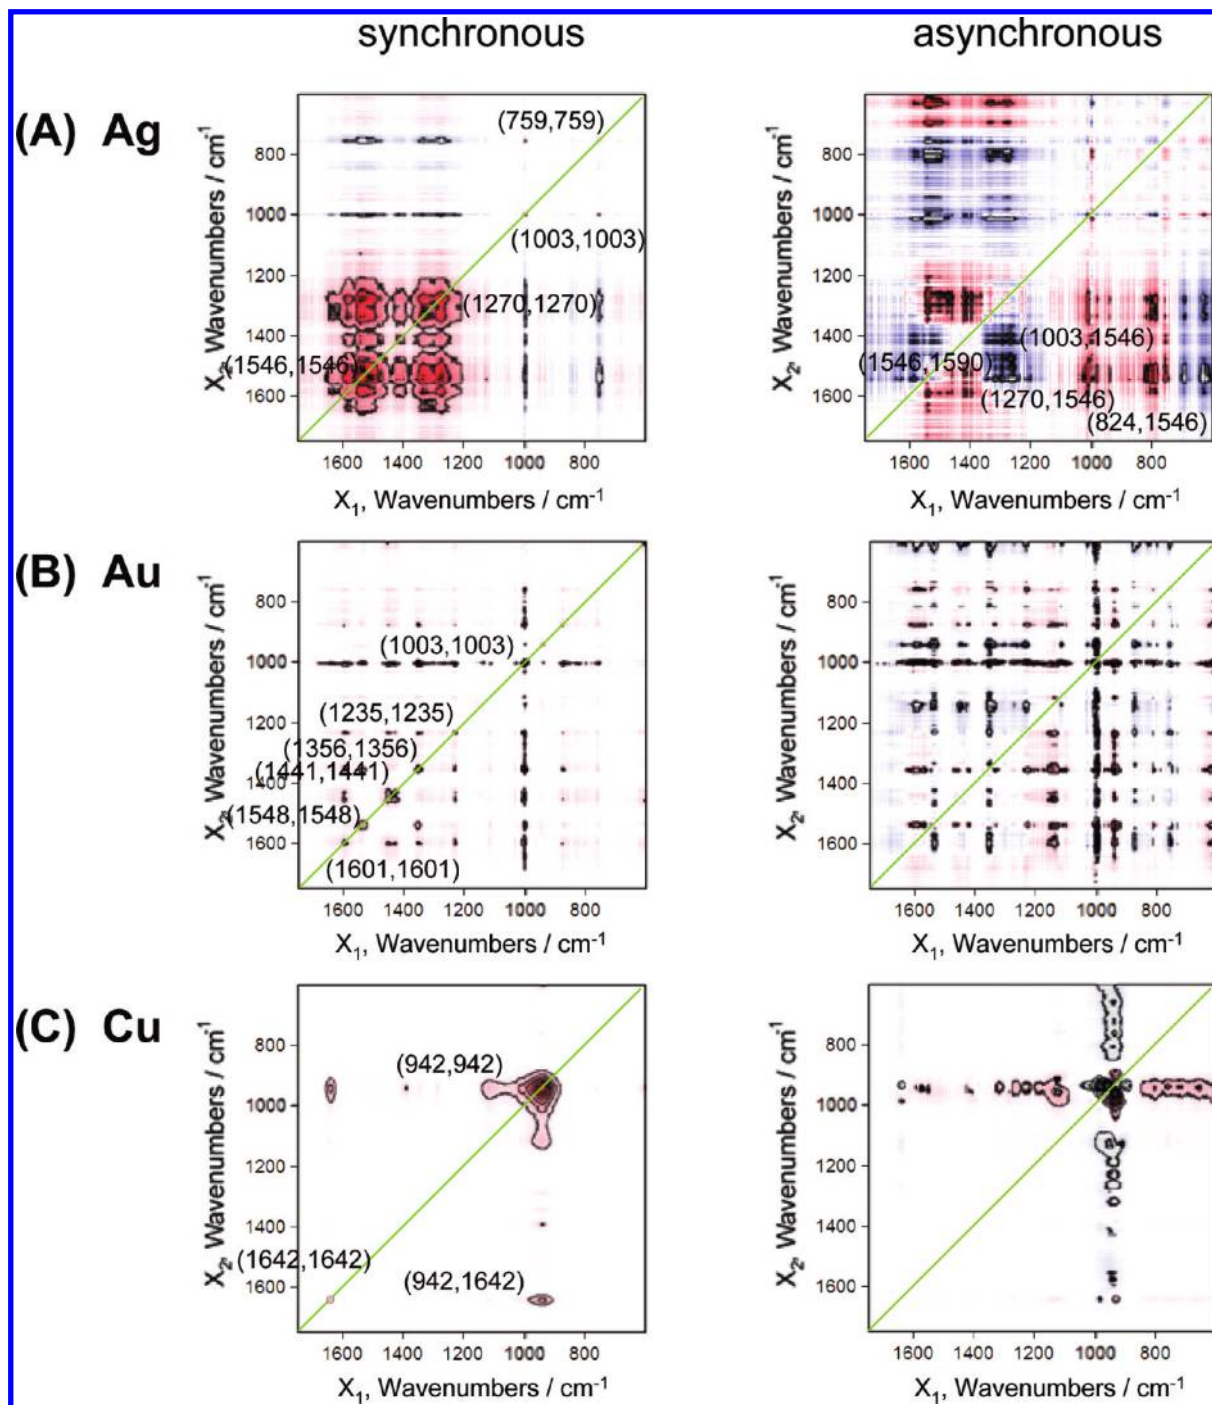 synchronous
asynchronous
(A) Ag
X2, Wavenumbers / cm-1
800
1000
1200
1400
1600
(759,759)
(1003,1003)
(1270,1270)
(1546,1546)
1600 1400 1200 1000 800
X1, Wavenumbers / cm-1
X2, Wavenumbers / cm-1
800
1000
1200
1400
1600
(1003,1546)
(1546,1590)
(1270,1546)
(824,1546)
1600 1400 1200 1000 800
X1, Wavenumbers / cm-1
(B) Au
X2, Wavenumbers / cm-1
800
1000
1200
1400
1600
(1003,1003)
(1235,1235)
(1356,1356)
(1441,1441)
(1548,1548)
(1601,1601)
1600 1400 1200 1000 800
X1, Wavenumbers / cm-1
X2, Wavenumbers / cm-1
800
1000
1200
1400
1600
1600 1400 1200 1000 800
X1, Wavenumbers / cm-1
(C) Cu
X2, Wavenumbers / cm-1
800
1000
1200
1400
1600
(942,942)
(1642,1642)
(942,1642)
1600 1400 1200 1000 800
X1, Wavenumbers / cm-1
X2, Wavenumbers / cm-1
800
1000
1200
1400
1600
1600 1400 1200 1000 800
X1, Wavenumbers / cm-1